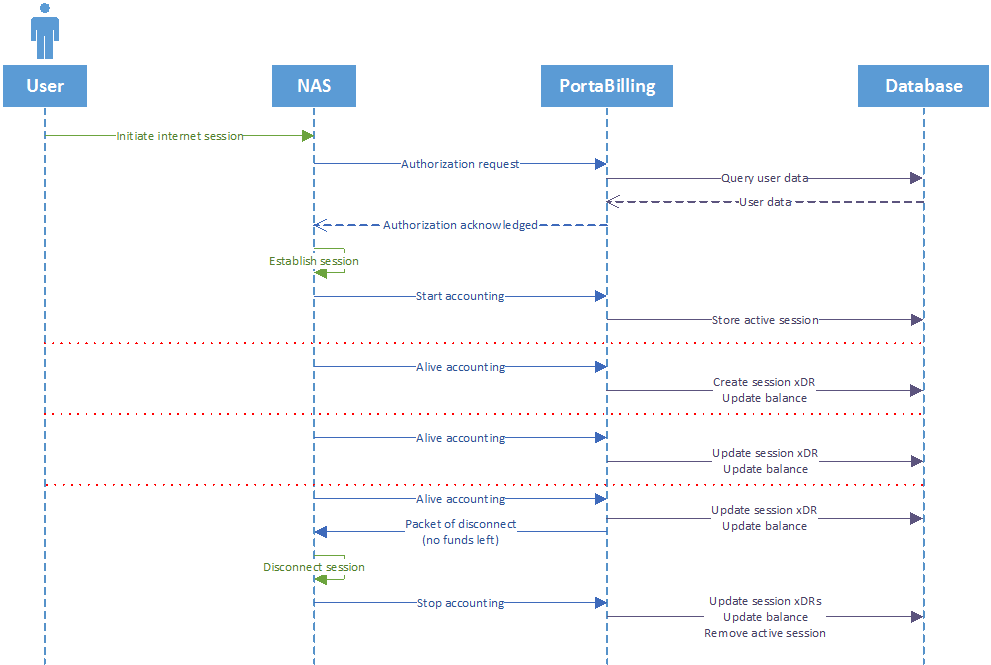 User
NAS
PortaBilling
Database
Initiate internet session
Authorization request
Query user data
User data
Authorization acknowledged
Establish session
Start accounting
Store active session
Alive accounting
Create session xDR
Update balance
Alive accounting
Update session xDR
Update balance
Alive accounting
Update session xDR
Update balance
Packet of disconnect
(no funds left)
Disconnect session
Stop accounting
Update session xDRs
Update balance
Remove active session